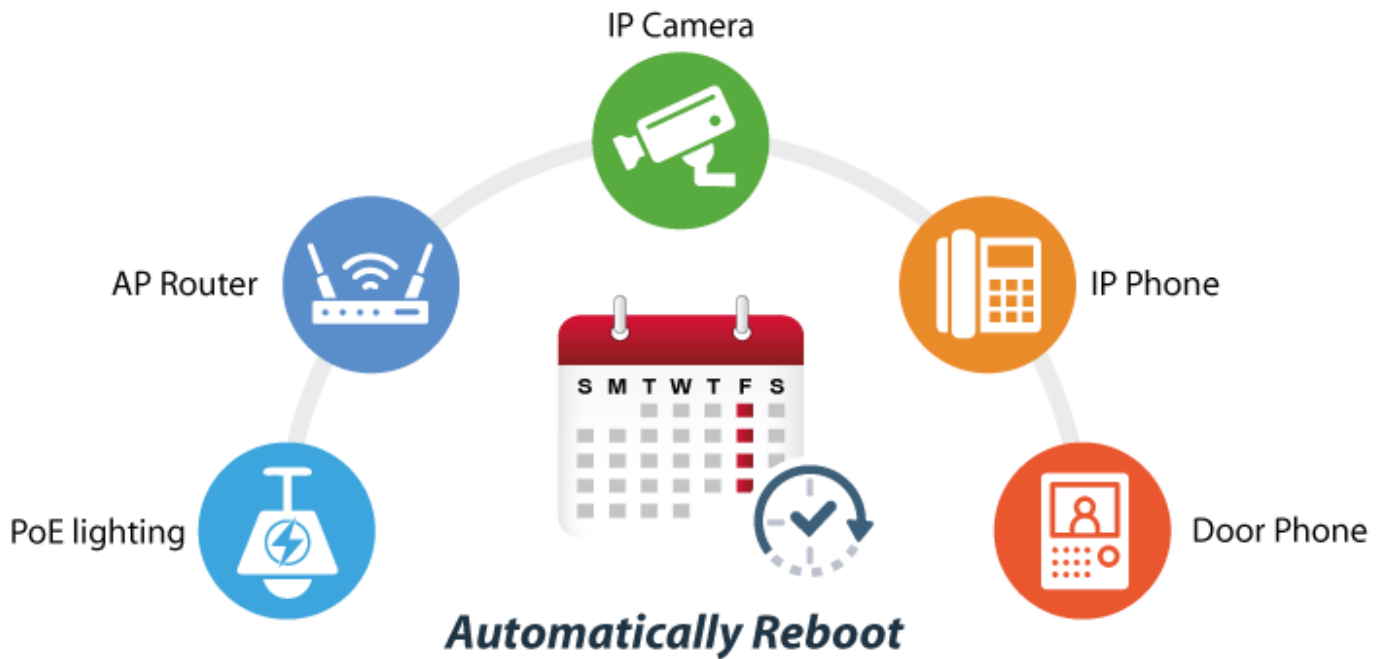 IP Camera
AP Router
IP Phone
S M T W T F S
PoE lighting
Door Phone
Automatically Reboot